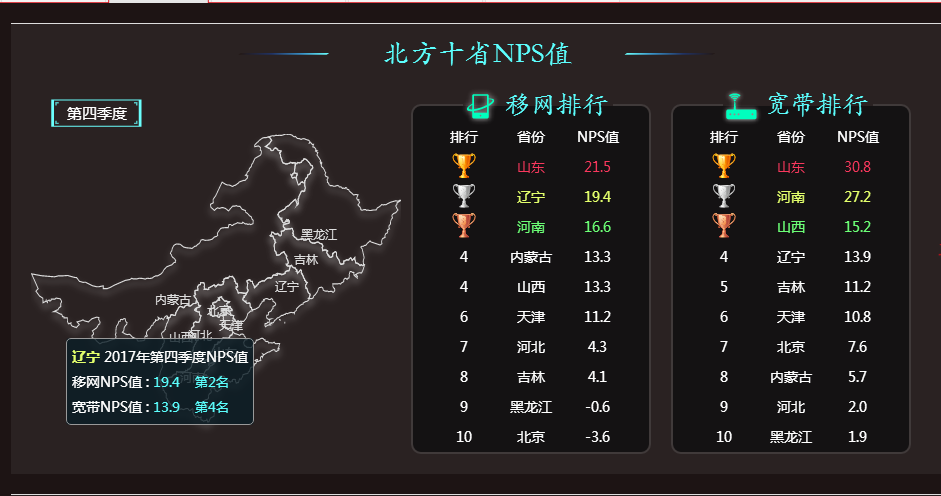 北方十省NPS值
第四季度
黑龙江
吉林
辽宁
内蒙古
北京
天津
山西
河北
辽宁 2017年第四季度NPS值
移网NPS值 : 19.4 第2名
宽带NPS值 : 13.9 第4名
移网排行
排行 省份 NPS值
山东 21.5
辽宁 19.4
河南 16.6
4 内蒙古 13.3
4 山西 13.3
6 天津 11.2
7 河北 4.3
8 吉林 4.1
9 黑龙江 -0.6
10 北京 -3.6
宽带排行
排行 省份 NPS值
山东 30.8
河南 27.2
山西 15.2
4 辽宁 13.9
5 吉林 11.2
6 天津 10.8
7 北京 7.6
8 内蒙古 5.7
9 河北 2.0
10 黑龙江 1.9